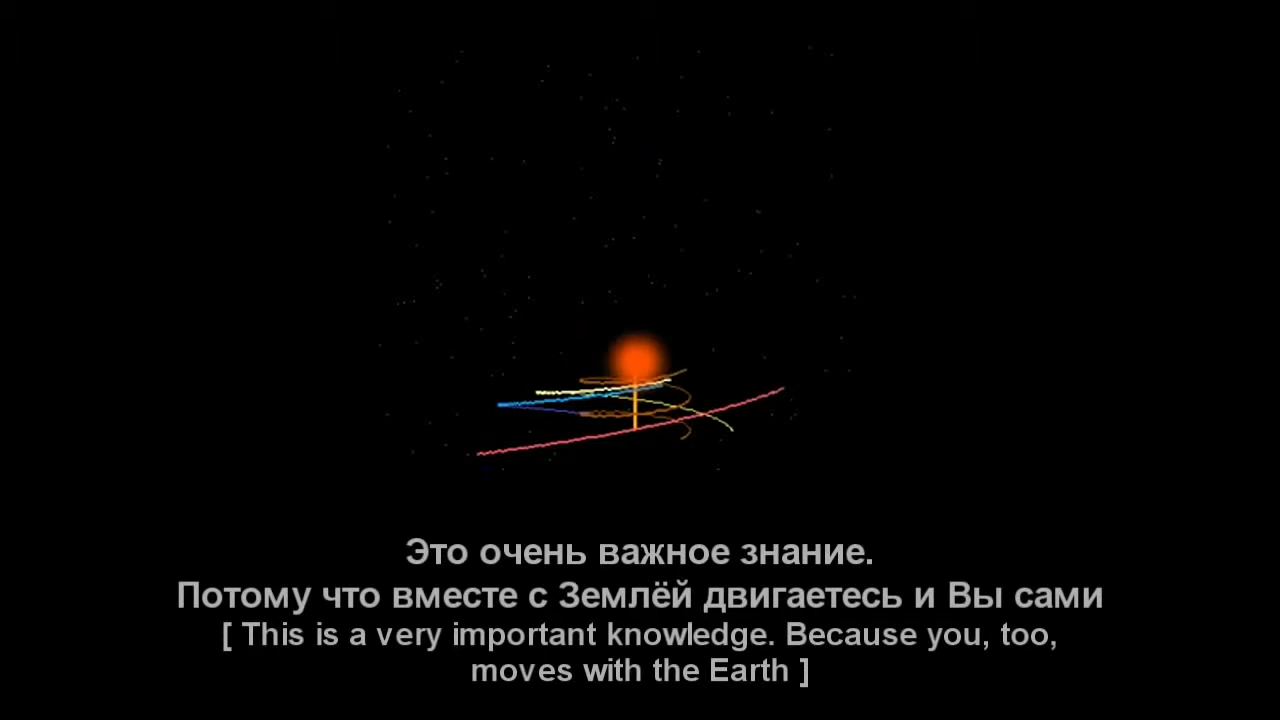 Это очень важное знание.
Потому что вместе с Землёй двигаетесь и Вы сами
[ This is a very important knowledge. Because you, too,
moves with the Earth ]